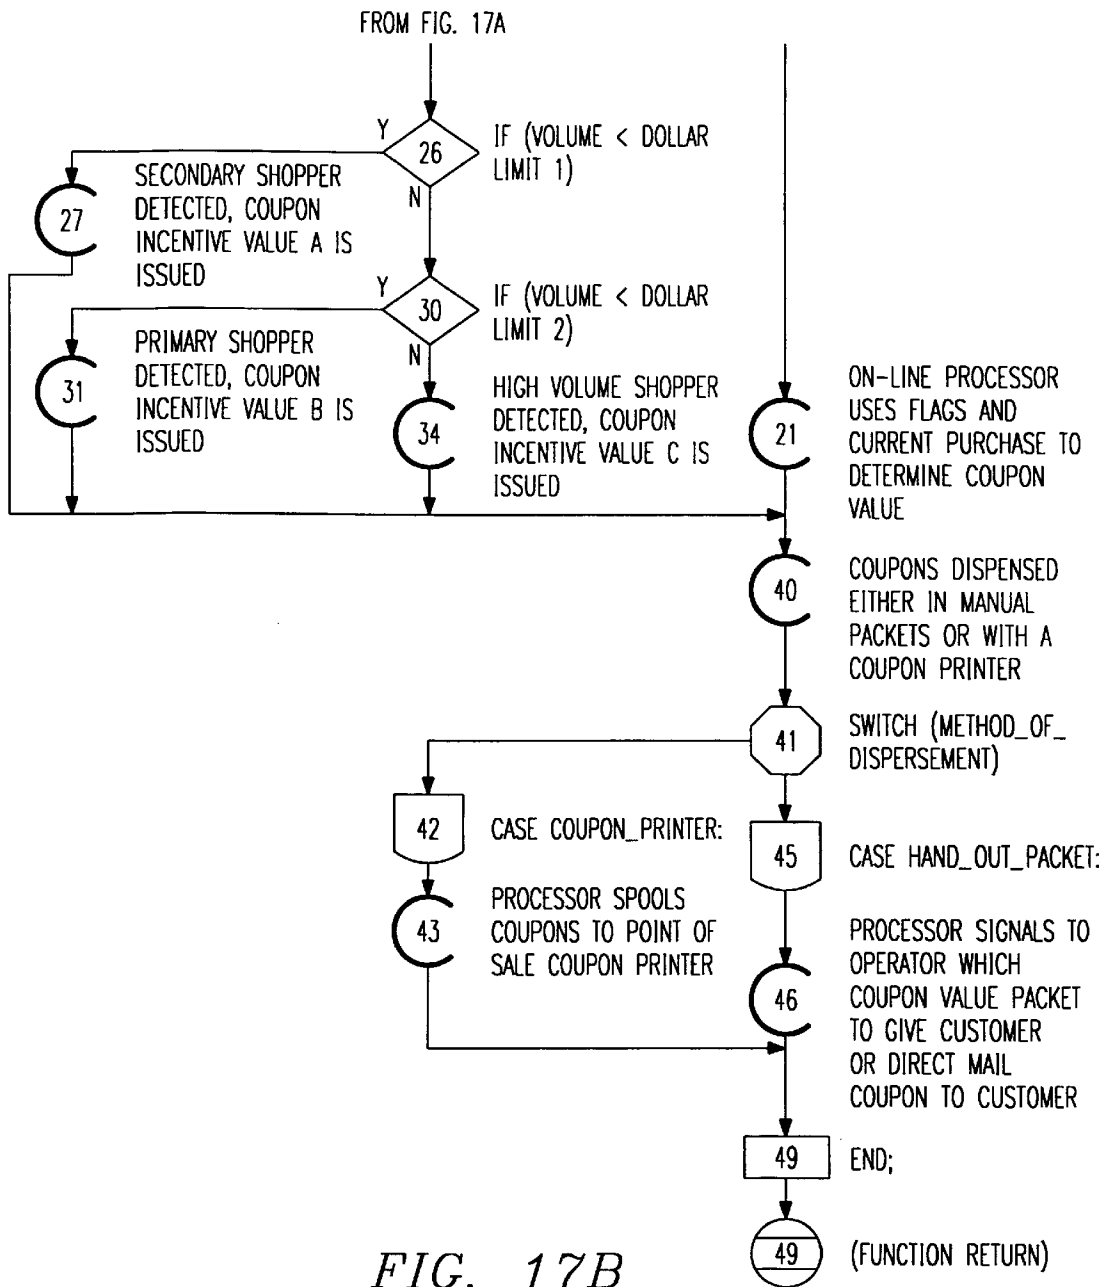 FROM FIG. 17A
Y
26
IF (VOLUME < DOLLAR
LIMIT 1)
N
27
SECONDARY SHOPPER
DETECTED, COUPON
INCENTIVE VALUE A IS
ISSUED
Y
30
IF (VOLUME < DOLLAR
LIMIT 2)
N
31
PRIMARY SHOPPER
DETECTED, COUPON
INCENTIVE VALUE B IS
ISSUED
34
HIGH VOLUME SHOPPER
DETECTED, COUPON
INCENTIVE VALUE C IS
ISSUED
21
ON-LINE PROCESSOR
USES FLAGS AND
CURRENT PURCHASE TO
DETERMINE COUPON
VALUE
40
COUPONS DISPENSED
EITHER IN MANUAL
PACKETS OR WITH A
COUPON PRINTER
41
SWITCH (METHOD_OF_
DISPERSEMENT)
42
CASE COUPON_PRINTER:
45
CASE HAND_OUT_PACKET:
43
PROCESSOR SPOOLS
COUPONS TO POINT OF
SALE COUPON PRINTER
46
PROCESSOR SIGNALS TO
OPERATOR WHICH
COUPON VALUE PACKET
TO GIVE CUSTOMER
OR DIRECT MAIL
COUPON TO CUSTOMER
49
END;
49
(FUNCTION RETURN)
FIG. 17B